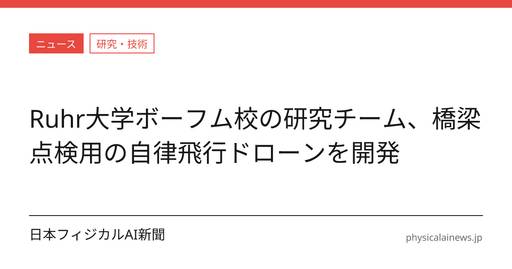 ニュース 研究・技術
Ruhr大学ボーフム校の研究チーム、橋梁
点検用の自律飛行ドローンを開発
日本フィジカルAI新聞 physicalainews.jp